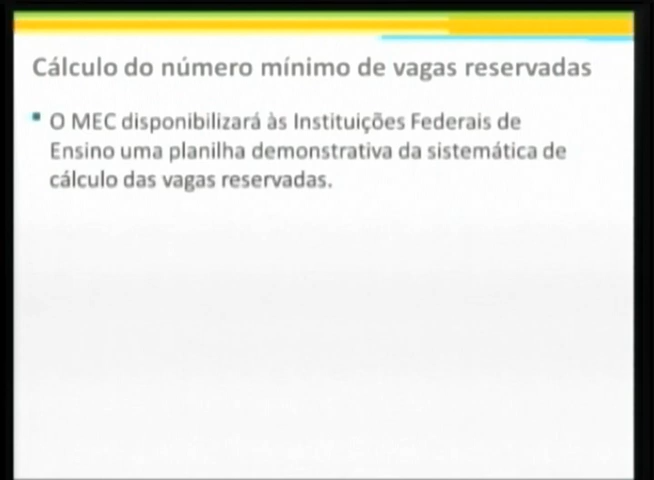 Cálculo do número mínimo de vagas reservadas
O MEC disponibilizará às Instituições Federais de
Ensino uma planilha demonstrativa da sistemática de
cálculo das vagas reservadas.